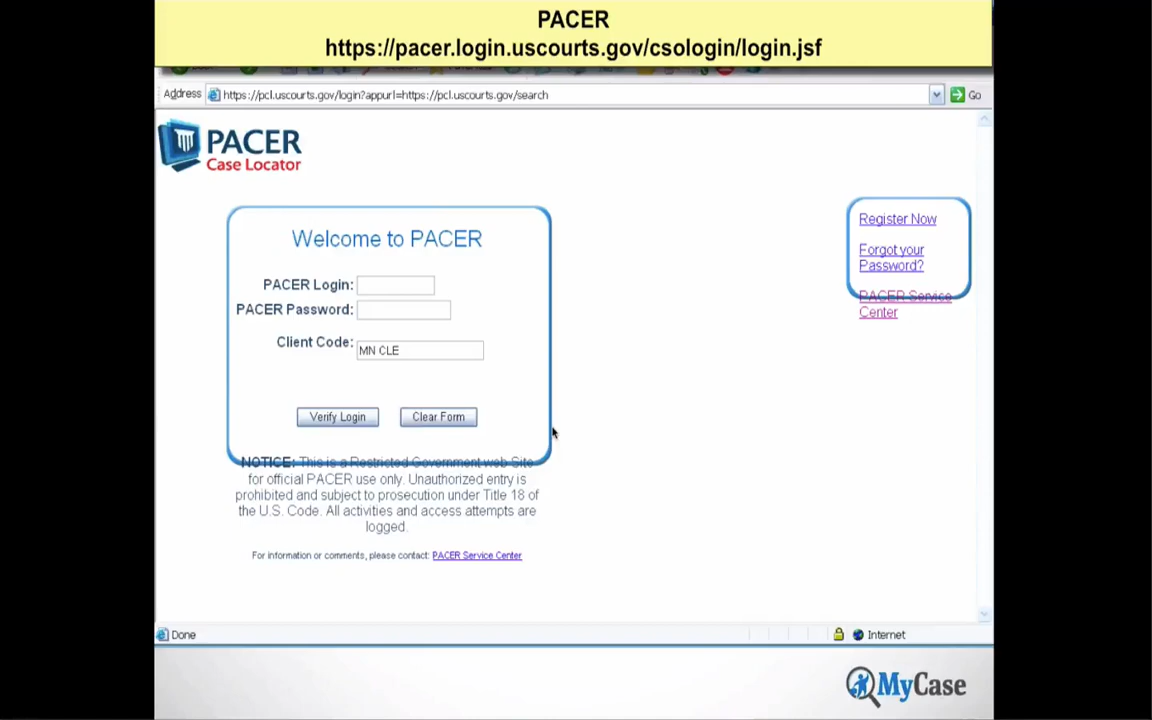 PACER
https://pacer.login.uscourts.gov/csologin/login.jsf
Address https://pcl.uscourts.gov/login?appurl=https://pcl.uscourts.gov/search Go
PACER
Case Locator
Welcome to PACER
PACER Login:
PACER Password:
Client Code: MN CLE
Verify Login Clear Form
NOTICE: This is a Restricted Government web Site
for official PACER use only. Unauthorized entry is
prohibited and subject to prosecution under Title 18 of
the U.S. Code. All activities and access attempts are
logged.
For information or comments, please contact: PACER Service Center
Register Now
Forgot your
Password?
PACER Service
Center
Done Internet
MyCase